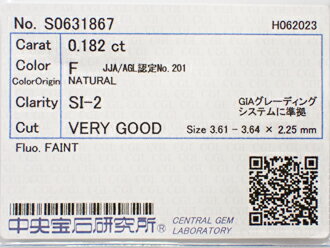 No. S0631867 H062023
Carat 0.182 ct
Color F JJA/AGL認定No.201
ColorOrigin NATURAL
Clarity SI-2 GIAグレーディング
システムに準拠
Cut VERY GOOD Size 3.61 - 3.64 × 2.25 mm
Fluo. FAINT
中央宝石研究所® CENTRAL GEM
LABORATORY